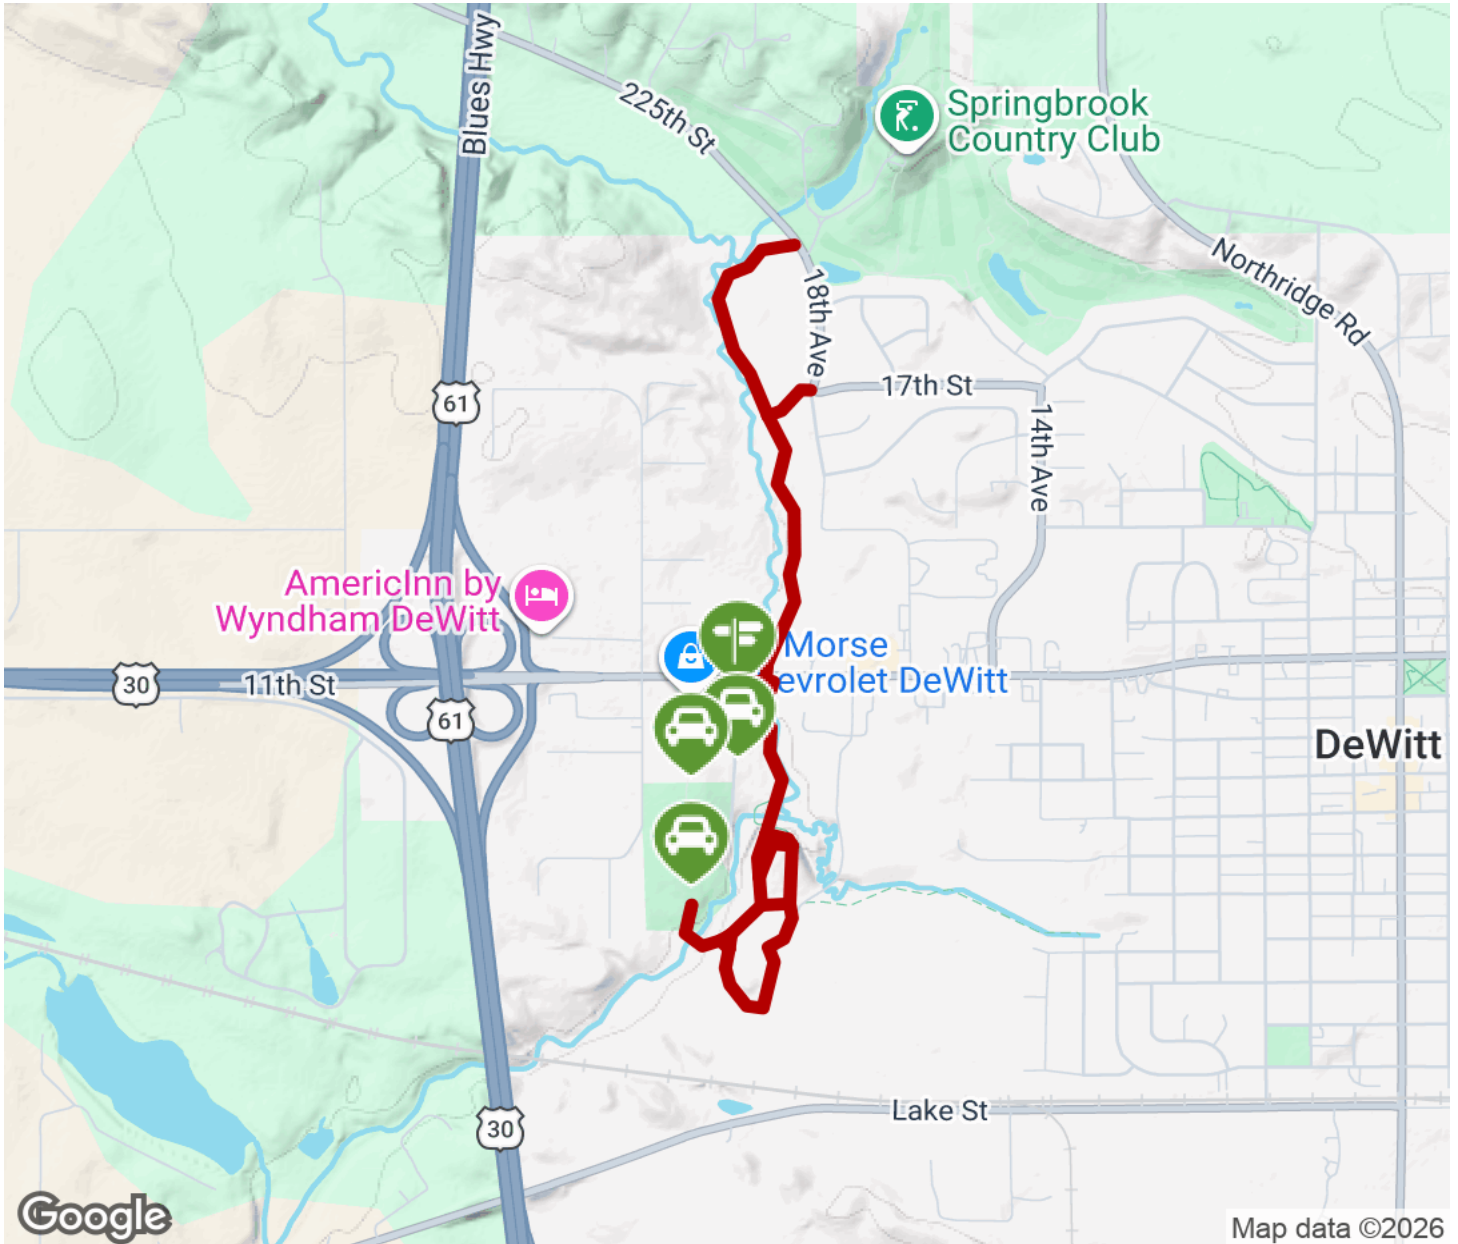 Blues Hwy
225th St
Springbrook
Country Club
Northridge Rd
18th Ave
17th St
14th Ave
61
AmericInn by
Wyndham DeWitt
Morse
evrolet DeWitt
30
11th St
61
DeWitt
Lake St
30
Google
Map data ©2026